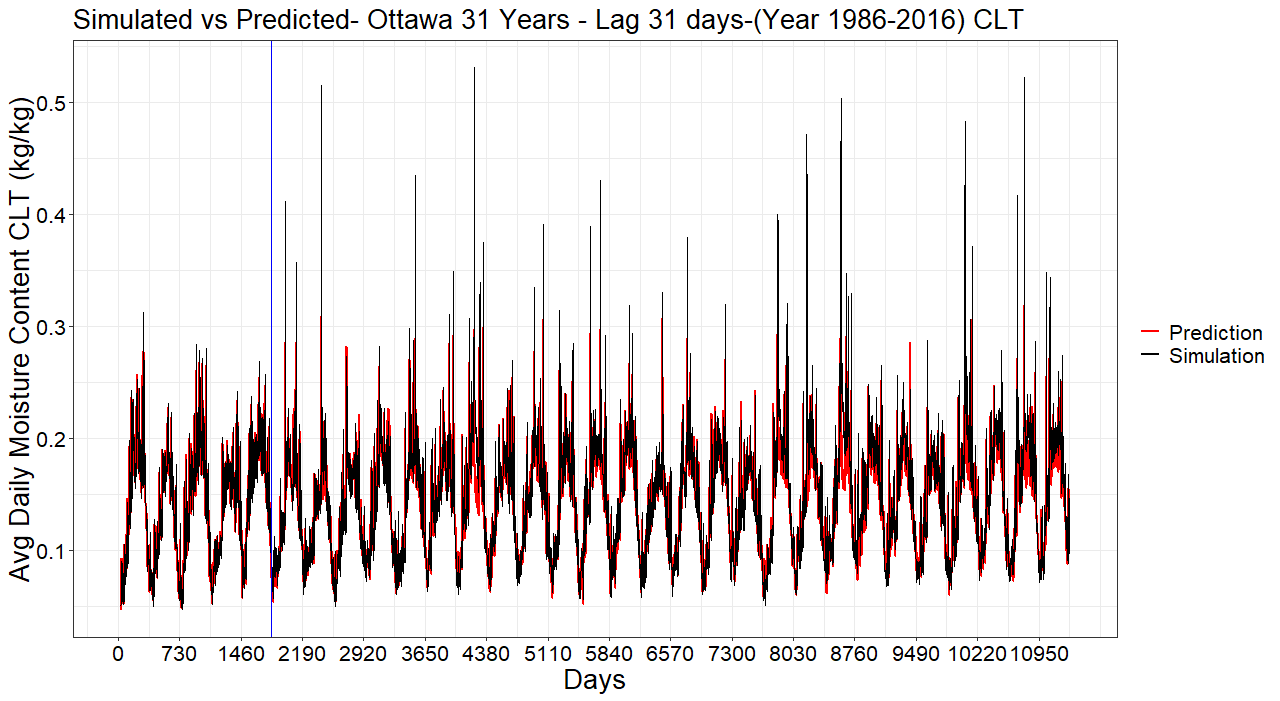 Simulated vs Predicted- Ottawa 31 Years - Lag 31 days-(Year 1986-2016) CLT
Avg Daily Moisture Content CLT (kg/kg)
0.5
0.4
0.3
0.2
0.1
0 730 1460 2190 2920 3650 4380 5110 5840 6570 7300 8030 8760 9490 10220 10950
Days
Prediction
Simulation